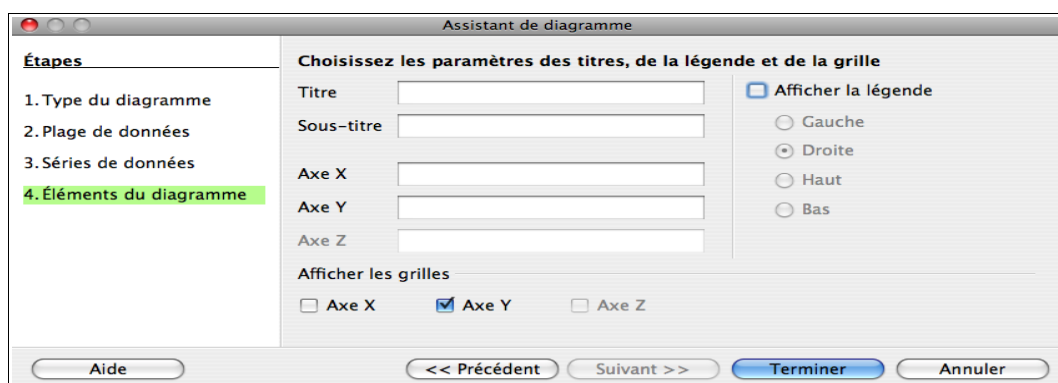 Assistant de diagramme
Étapes
1. Type du diagramme
2. Plage de données
3. Séries de données
4. Éléments du diagramme
Choisissez les paramètres des titres, de la légende et de la grille
Titre
Sous-titre
Axe X
Axe Y
Axe Z
Afficher la légende
Gauche
Droite
Haut
Bas
Afficher les grilles
Axe X Axe Y Axe Z
Aide << Précédent Suivant >> Terminer Annuler